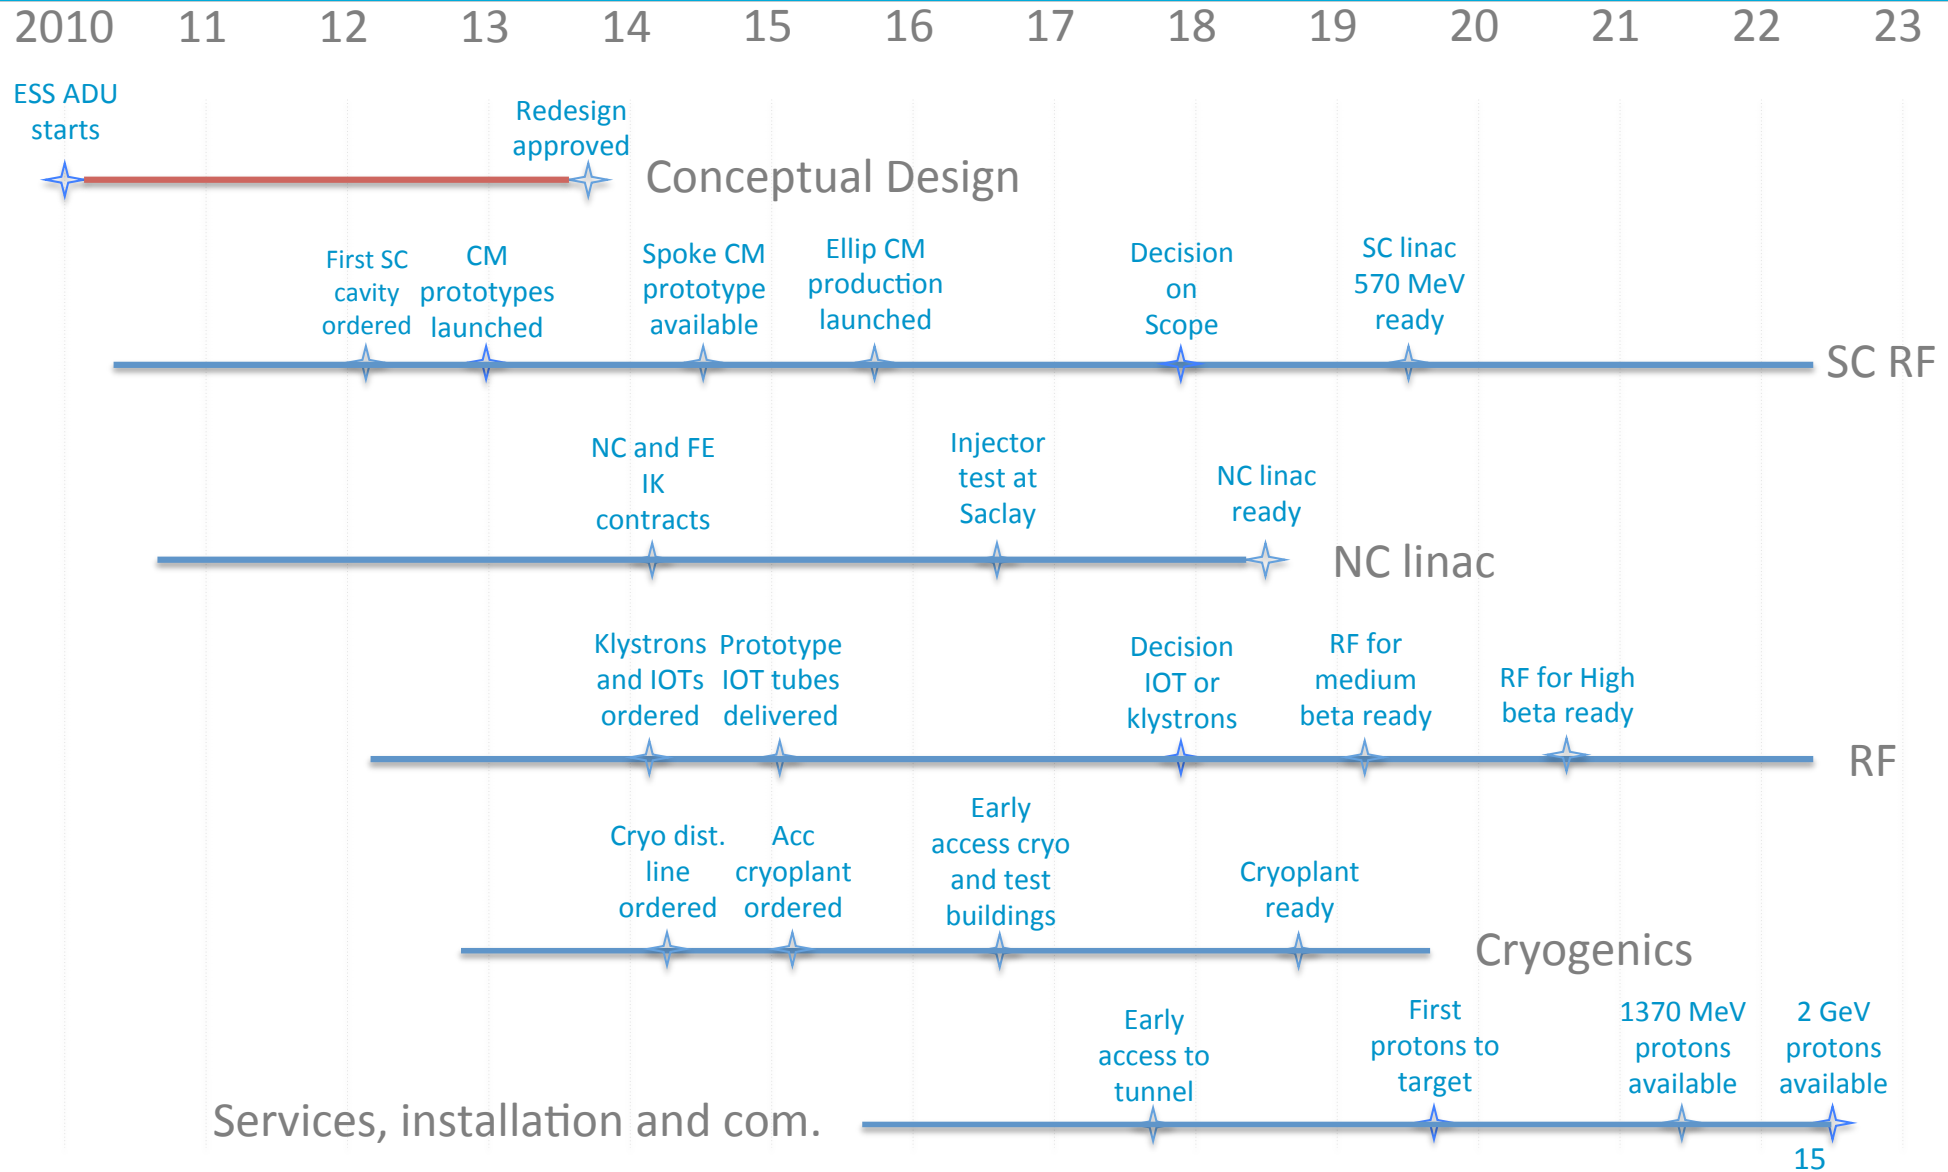 2010 11 12 13 14 15 16 17 18 19 20 21 22 23
ESS ADU
starts
Redesign
approved
Conceptual Design
First SC
cavity
ordered
CM
prototypes
launched
Spoke CM
prototype
available
Ellip CM
production
launched
Decision
on
Scope
SC linac
570 MeV
ready
SC RF
NC and FE
IK
contracts
Injector
test at
Saclay
NC linac
ready
NC linac
Klystrons
and IOTs
ordered
Prototype
IOT tubes
delivered
Decision
IOT or
klystrons
RF for
medium
beta ready
RF for High
beta ready
RF
Cryo dist.
line
ordered
Acc
cryoplant
ordered
Early
access cryo
and test
buildings
Cryoplant
ready
Cryogenics
Early
access to
tunnel
First
protons to
target
1370 MeV
protons
available
2 GeV
protons
available
Services, installation and com.
15